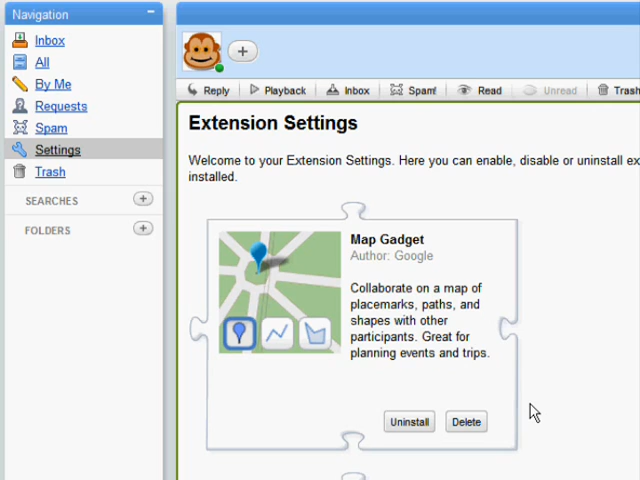 Navigation
Inbox
All
By Me
Requests
Spam
Settings
Trash
SEARCHES
FOLDERS
Reply Playback Inbox Spam! Read Unread Trash
Extension Settings
Welcome to your Extension Settings. Here you can enable, disable or uninstall ex
installed.
Map Gadget
Author: Google
Collaborate on a map of
placemarks, paths, and
shapes with other
participants. Great for
planning events and trips.
Uninstall Delete